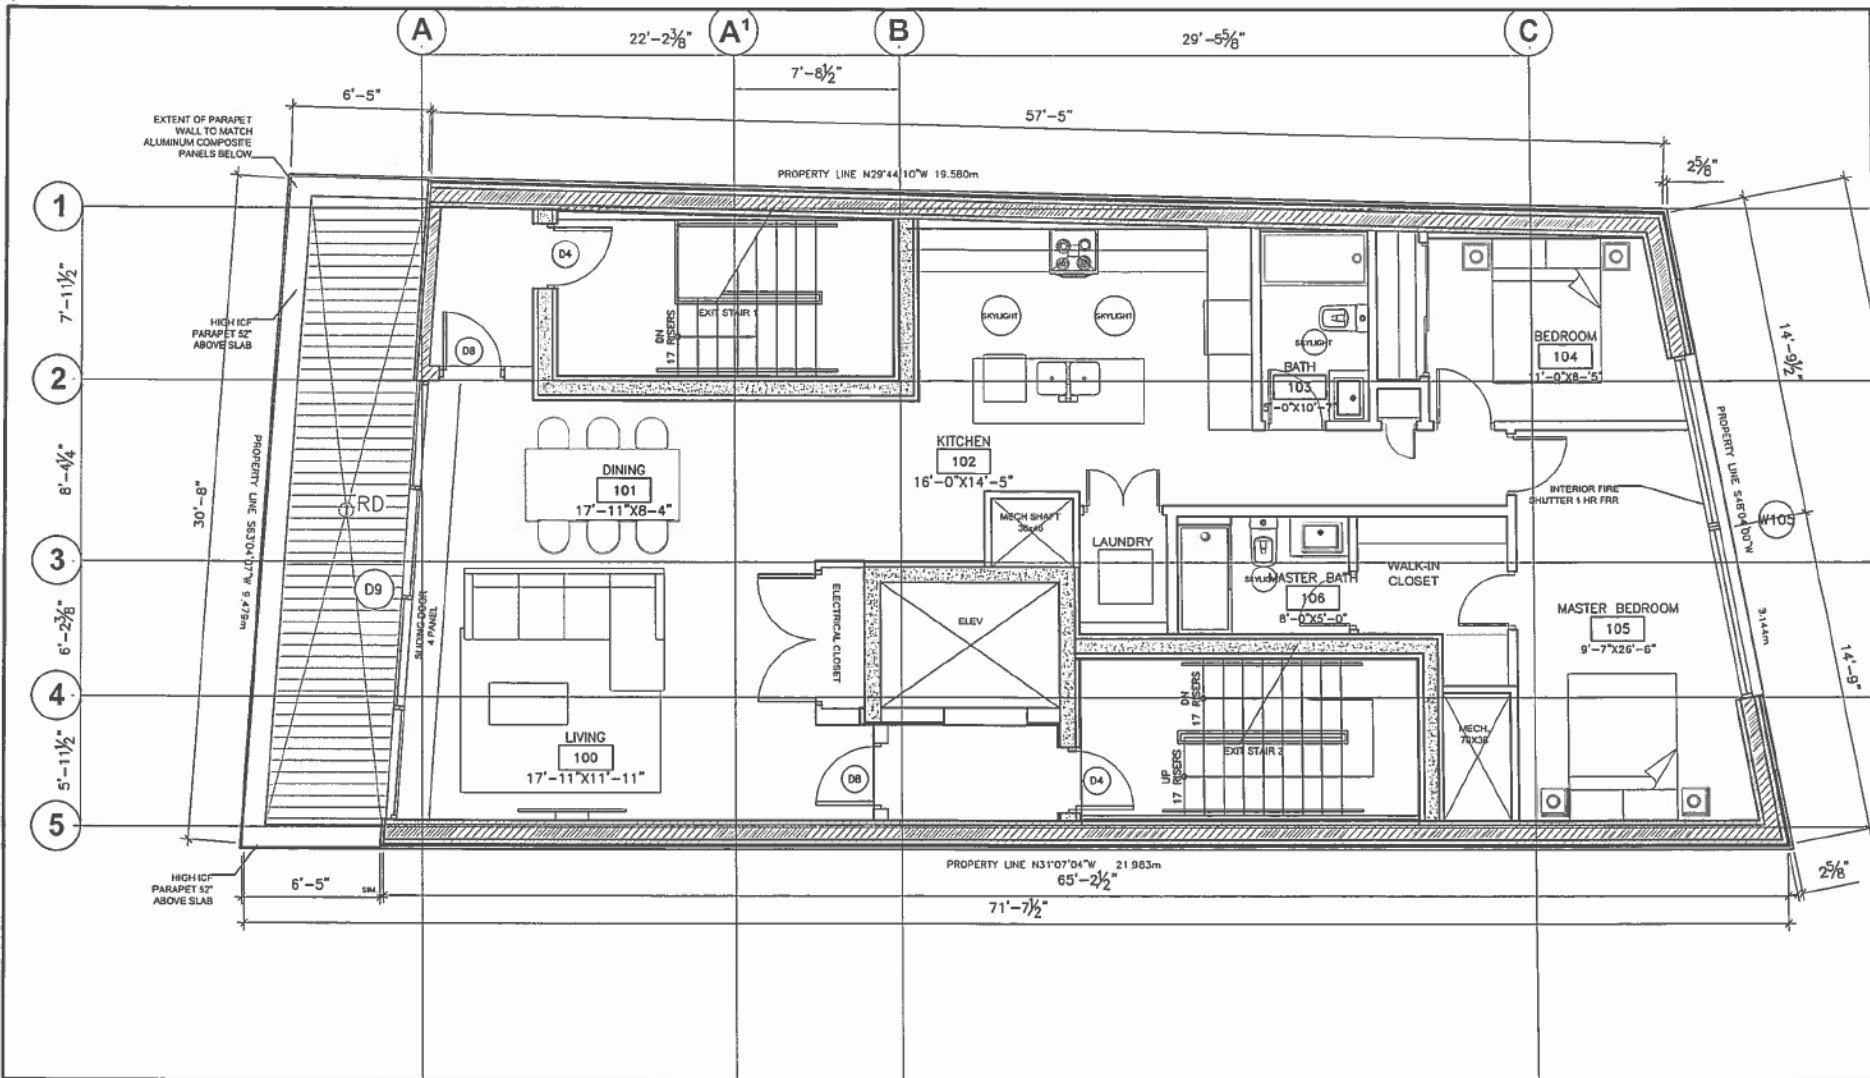 A
A¹
B
C
22'-2⅜"
29'-5⅝"
7'-8½"
6'-5"
57'-5"
2⅝"
EXTENT OF PARAPET
WALL TO MATCH
ALUMINUM COMPOSITE
PANELS BELOW
PROPERTY LINE N29°44'10"W 19.580m
1
7'-11½"
HIGH ICF
PARAPET 52"
ABOVE SLAB
D4
D8
EXIT STAIR 1
DN
17 RISERS
SKYLIGHT
SKYLIGHT
SKYLIGHT
BATH
103
BEDROOM
104
14'-9½"
2
8'-4¼"
30'-8"
PROPERTY LINE S63°04'07"W 9.479m
RD
DINING
101
17'-11"X8-4"
KITCHEN
102
16'-0"X14'-5"
MECH SHAFT
LAUNDRY
INTERIOR FIRE
SHUTTER 1 HR FRR
PROPERTY LINE S48°04'00"W
W105
3
6'-2⅜"
D9
SLIDING DOOR
4 PANEL
ELECTRICAL CLOSET
ELEV
MASTER BATH
106
8'-0"X5'-0"
WALK-IN
CLOSET
MASTER BEDROOM
105
9'-7"X26'-6"
14'-9"
4
5'-11½"
LIVING
100
17'-11"X11'-11"
D8
D4
DN
17 RISERS
UP
17 RISERS
EXIT STAIR 2
MECH.
5
HIGH ICF
PARAPET 52"
ABOVE SLAB
6'-5"
SIM.
PROPERTY LINE N31°07'04"W 21.983m
65'-2½"
2⅝"
71'-7½"